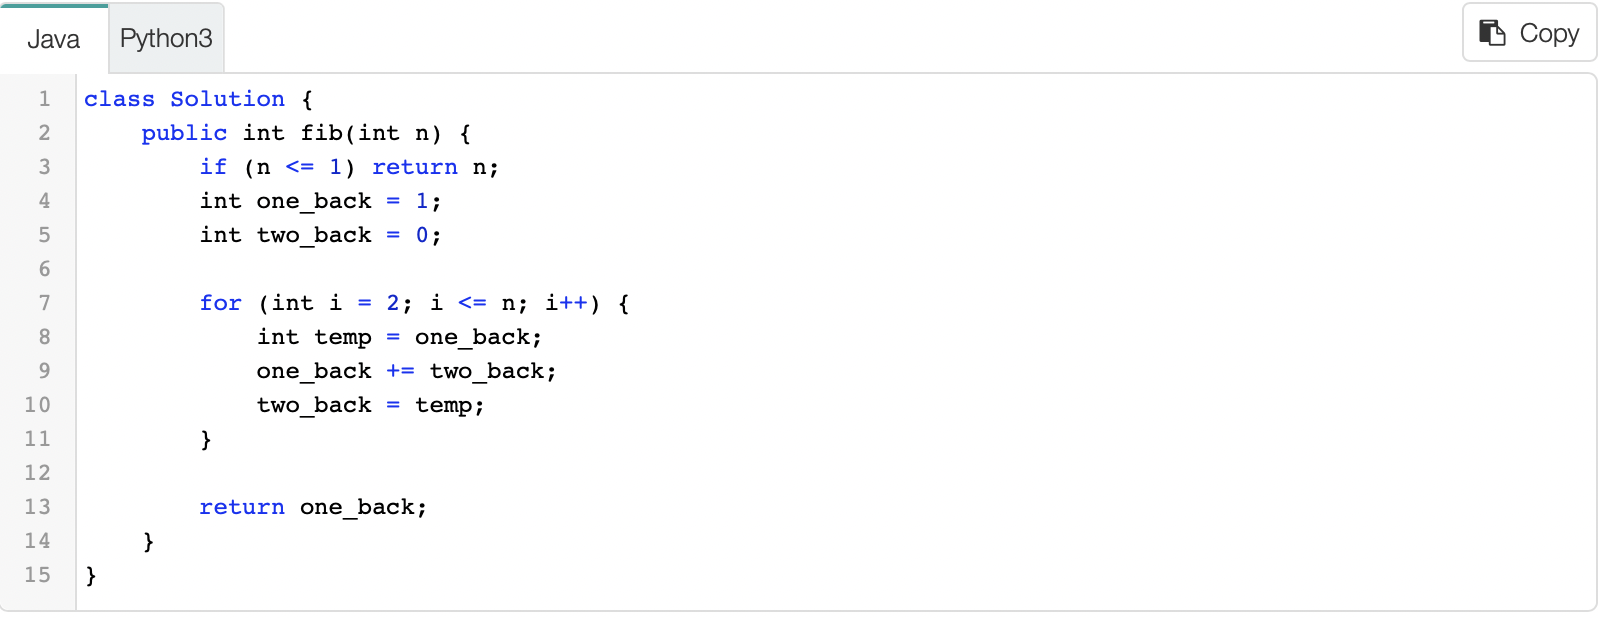 Java Python3 Copy
1 class Solution {
2     public int fib(int n) {
3         if (n <= 1) return n;
4         int one_back = 1;
5         int two_back = 0;
6
7         for (int i = 2; i <= n; i++) {
8             int temp = one_back;
9             one_back += two_back;
10             two_back = temp;
11         }
12
13         return one_back;
14     }
15 }